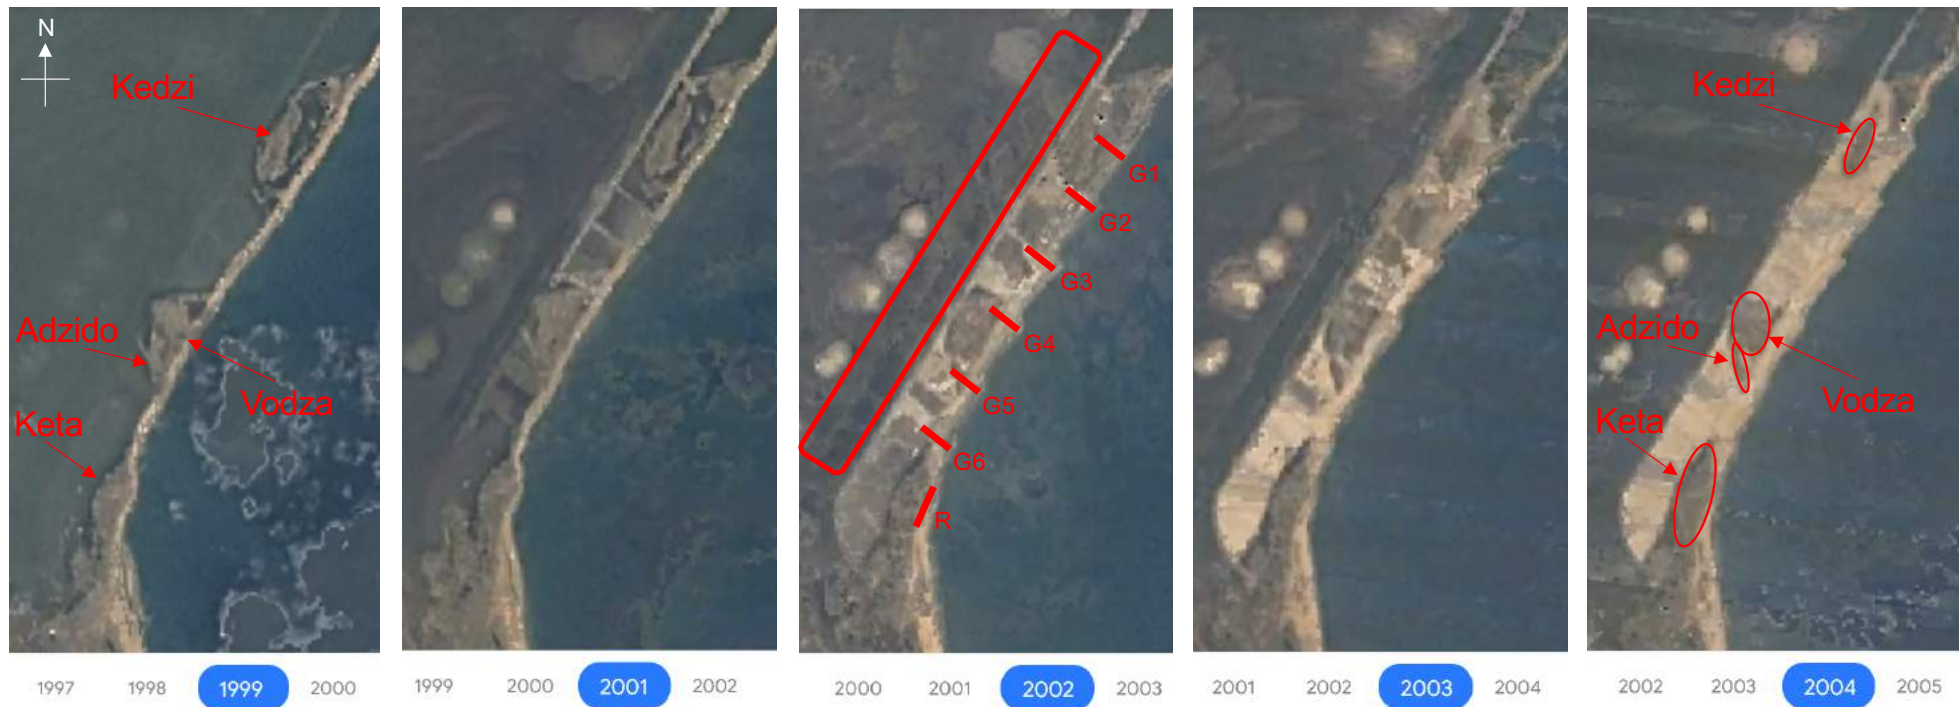 N
Kedzi
Adzido
Vodza
Keta
1997 1998 1999 2000
1999 2000 2001 2002
G1
G2
G3
G4
G5
G6
R
2000 2001 2002 2003
2001 2002 2003 2004
Kedzi
Adzido
Vodza
Keta
2002 2003 2004 2005